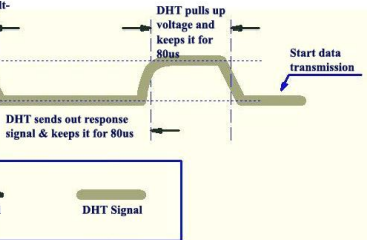 lt-
DHT pulls up
voltage and
keeps it for
80us
Start data
transmission
DHT sends out response
signal & keeps it for 80us
DHT Signal